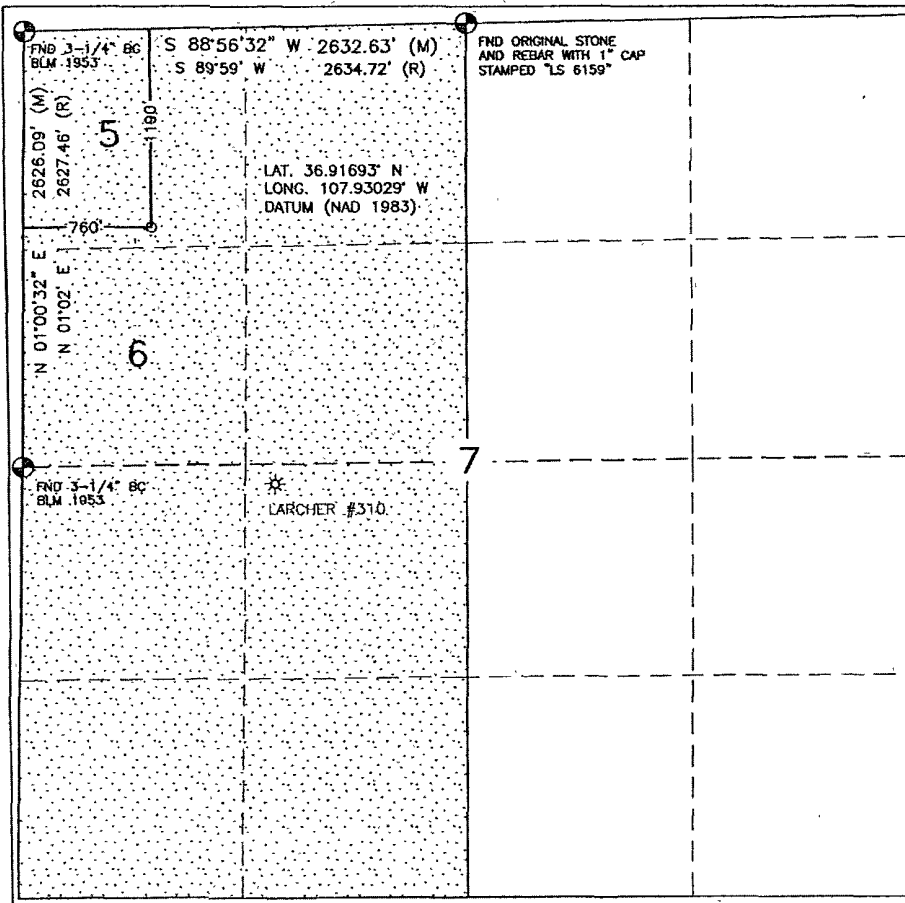 FND 3-1/4" BC
BLM 1953
S 88°56'32" W 2632.63' (M)
S 89°59' W 2634.72' (R)
FND ORIGINAL STONE
AND REBAR WITH 1" CAP
STAMPED "LS 6159"
2626.09' (M)
2627.46' (R)
5
1190'
LAT. 36.91693° N
LONG. 107.93029° W
DATUM (NAD 1983)
760'
N 01°00'32" E
N 01°02' E
6
7
FND 3-1/4" BC
BLM 1953
LARCHER #310